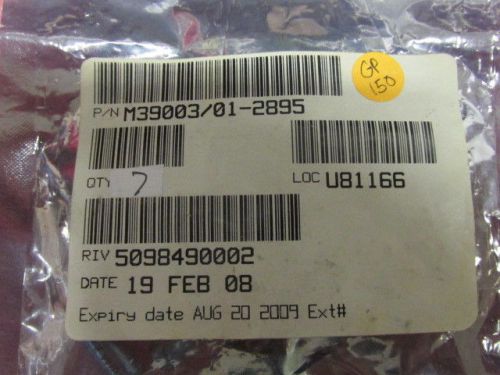 GP
150
P/N M39003/01-2895
QTY 7
LOC U81166
RIV 5098490002
DATE 19 FEB 08
Expiry date AUG 20 2009 Ext#